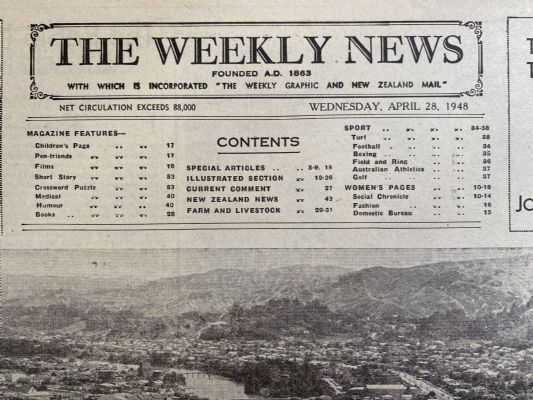 THE WEEKLY NEWS
FOUNDED A.D. 1863
WITH WHICH IS INCORPORATED "THE WEEKLY GRAPHIC AND NEW ZEALAND MAIL"
NET CIRCULATION EXCEEDS 88,000
WEDNESDAY, APRIL 28, 1948
MAGAZINE FEATURES—
Children's Page .. .. 17
Pen-friends .. .. .. 17
Films .. .. .. 16
Short Story .. .. 33
Crossword Puzzle .. 33
Medical .. .. .. 40
Humour .. .. .. 40
Books .. .. .. .. 28
CONTENTS
SPECIAL ARTICLES .. .. 3-9, 15
ILLUSTRATED SECTION .. 19-26
CURRENT COMMENT .. 27
NEW ZEALAND NEWS .. 42
FARM AND LIVESTOCK .. 29-31
SPORT .. .. .. .. 34-38
Turf .. .. .. .. 38
Football .. .. .. 34
Boxing .. .. .. .. 35
Field and Ring .. .. 36
Australian Athletics .. .. 37
Golf .. .. .. .. 37
WOMEN'S PAGES .. .. 10-16
Social Chronicle .. .. 10-14
Fashion .. .. .. 16
Domestic Bureau .. .. 15